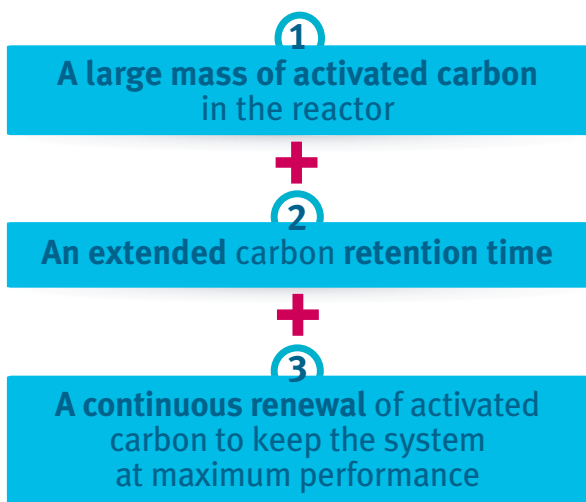 1
A large mass of activated carbon
in the reactor
+
2
An extended carbon retention time
+
3
A continuous renewal of activated
carbon to keep the system
at maximum performance